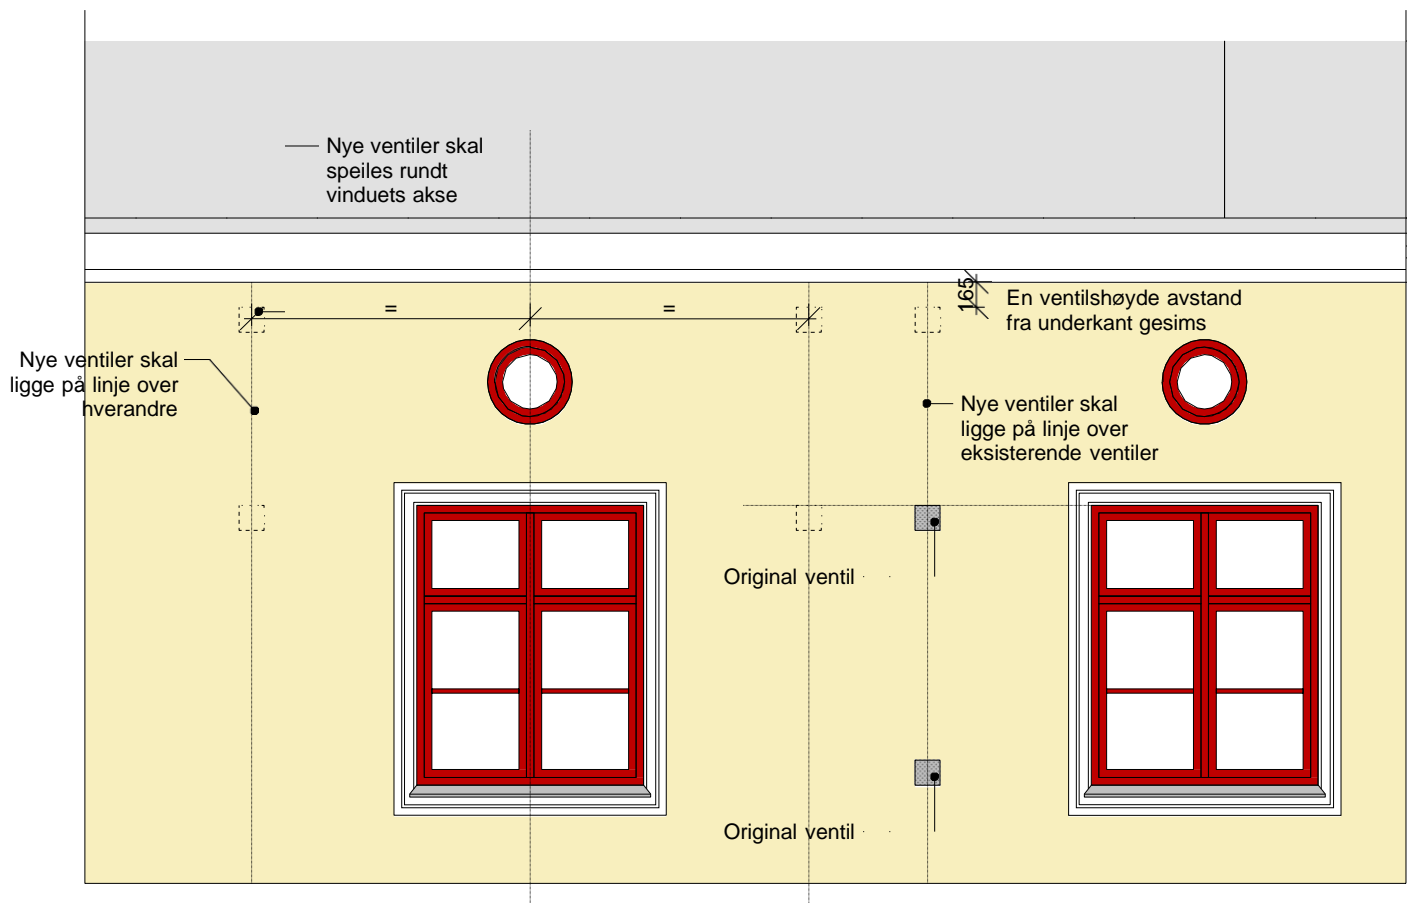 Nye ventiler skal
speiles rundt
vinduets akse
=
=
165
En ventilshøyde avstand
fra underkant gesims
Nye ventiler skal
ligge på linje over
hverandre
Nye ventiler skal
ligge på linje over
eksisterende ventiler
Original ventil
Original ventil